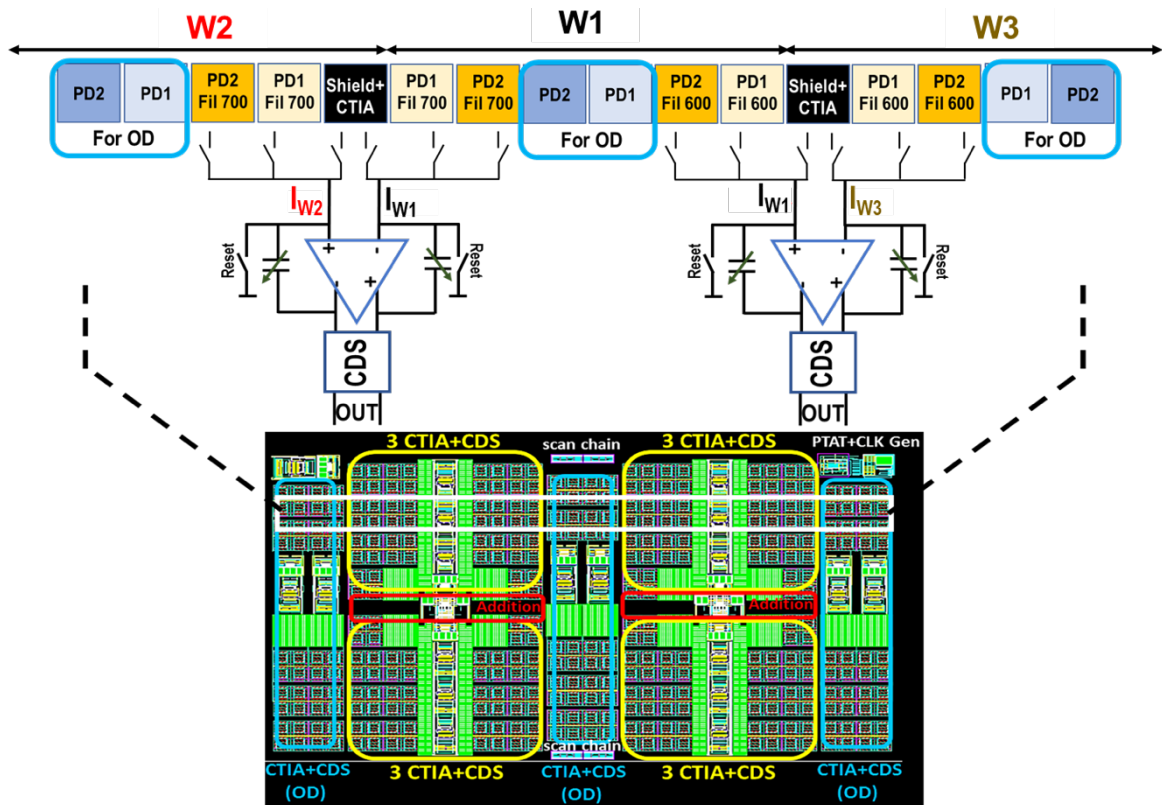 W2
W1
W3
PD2
PD1
For OD
PD2
Fil 700
PD1
Fil 700
Shield+
CTIA
PD1
Fil 700
PD2
Fil 700
PD2
PD1
For OD
PD2
Fil 600
PD1
Fil 600
Shield+
CTIA
PD1
Fil 600
PD2
Fil 600
PD1
PD2
For OD
IW2
IW1
IW1
IW3
Reset
+
-
-
+
Reset
Reset
+
-
-
+
Reset
CDS
CDS
OUT
OUT
3 CTIA+CDS
scan chain
3 CTIA+CDS
PTAT+CLK Gen
Addition
Addition
scan chain
CTIA+CDS
(OD)
3 CTIA+CDS
CTIA+CDS
(OD)
3 CTIA+CDS
CTIA+CDS
(OD)